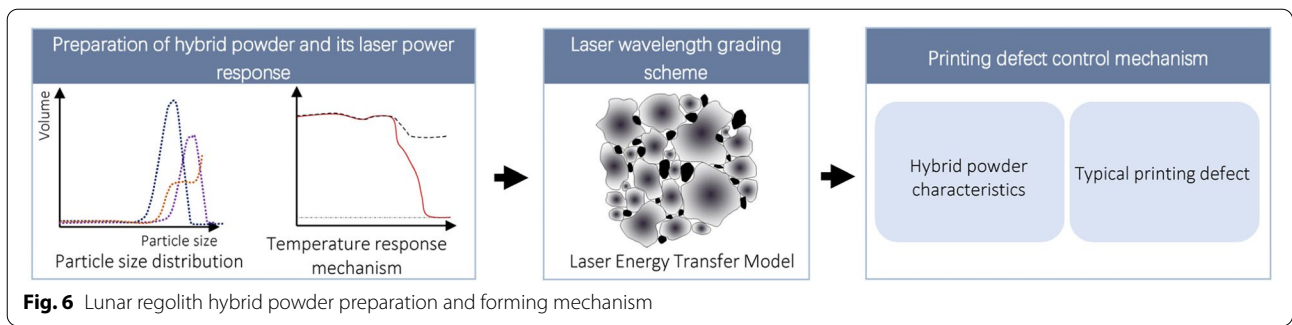 Preparation of hybrid powder and its laser power
response
Volume
Particle size
Particle size distribution
Temperature response
mechanism
Laser wavelength grading
scheme
Laser Energy Transfer Model
Printing defect control mechanism
Hybrid powder
characteristics
Typical printing defect
Fig. 6 Lunar regolith hybrid powder preparation and forming mechanism